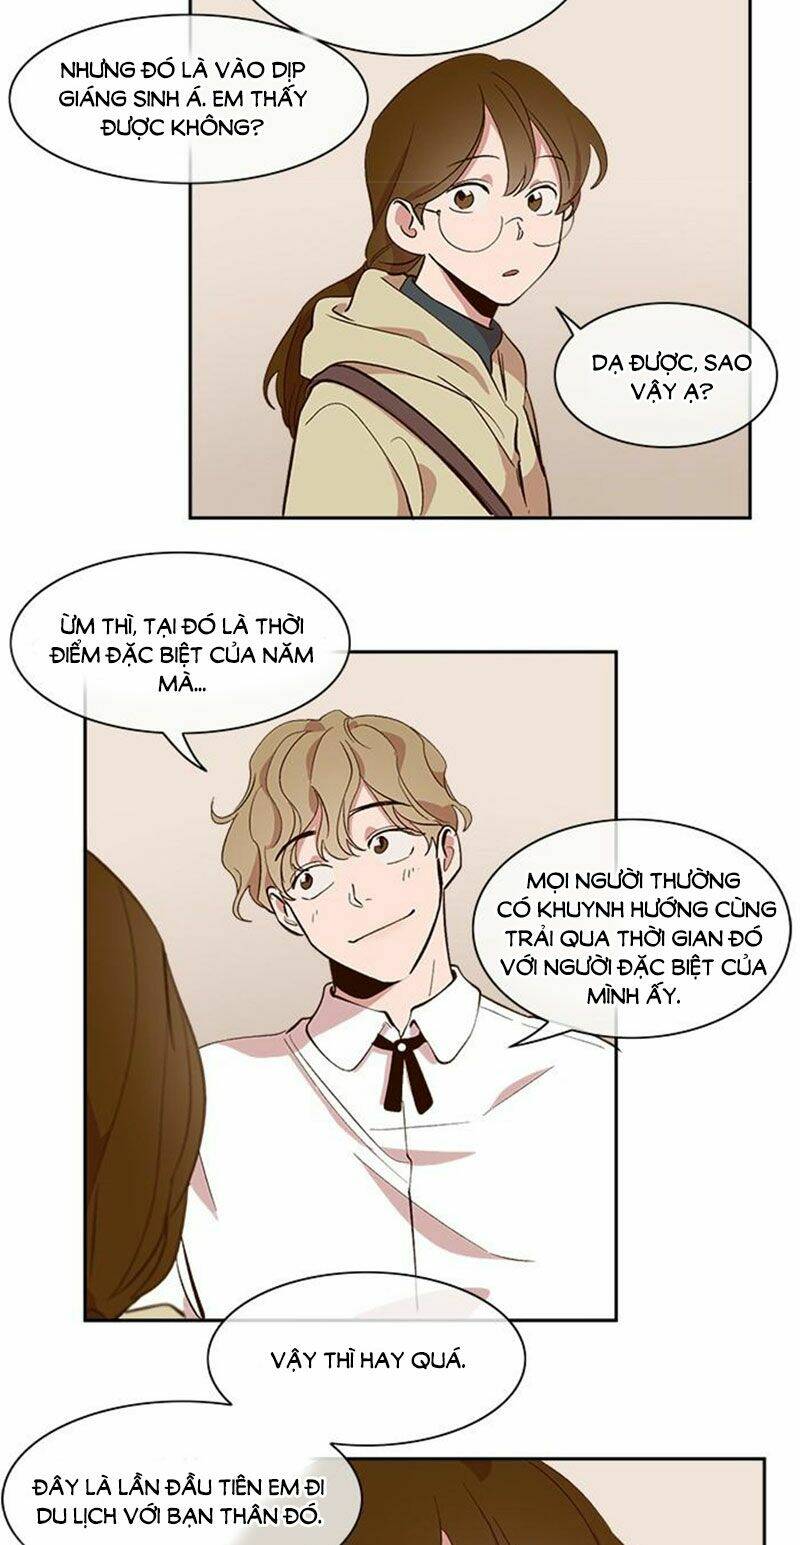 NHƯNG ĐÓ LÀ VÀO DỊP
GIÁNG SINH Á. EM THẤY
ĐƯỢC KHÔNG?
DẠ ĐƯỢC, SAO
VẬY Ạ?
ỪM THÌ, TẠI ĐÓ LÀ THỜI
ĐIỂM ĐẶC BIỆT CỦA NĂM
MÀ...
MỌI NGƯỜI THƯỜNG
CÓ KHUYNH HƯỚNG CÙNG
TRẢI QUA THỜI GIAN ĐÓ
VỚI NGƯỜI ĐẶC BIỆT CỦA
MÌNH ẤY.
VẬY THÌ HAY QUÁ.
ĐÂY LÀ LẦN ĐẦU TIÊN EM ĐI
DU LỊCH VỚI BẠN THÂN ĐÓ.